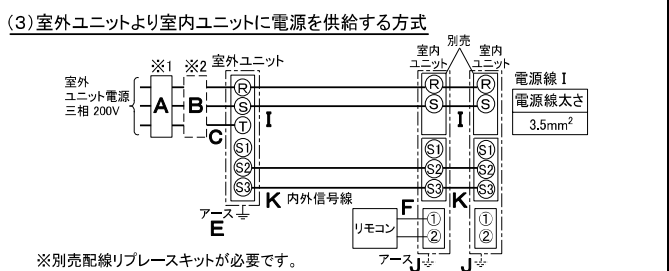 (3)室外ユニットより室内ユニットに電源を供給する方式
別売
※1 ※2 室外ユニット 室内ユニット 室内ユニット
室外ユニット電源 三相 200V
A B C
R S T S1 S2 S3
I
R S S1 S2 S3 ① ②
I
R S S1 S2 S3 ① ②
電源線 I
電源線太さ
3.5mm²
K 内外信号線
K
F
リモコン
アース
E
アース J
J
※別売配線リプレースキットが必要です。